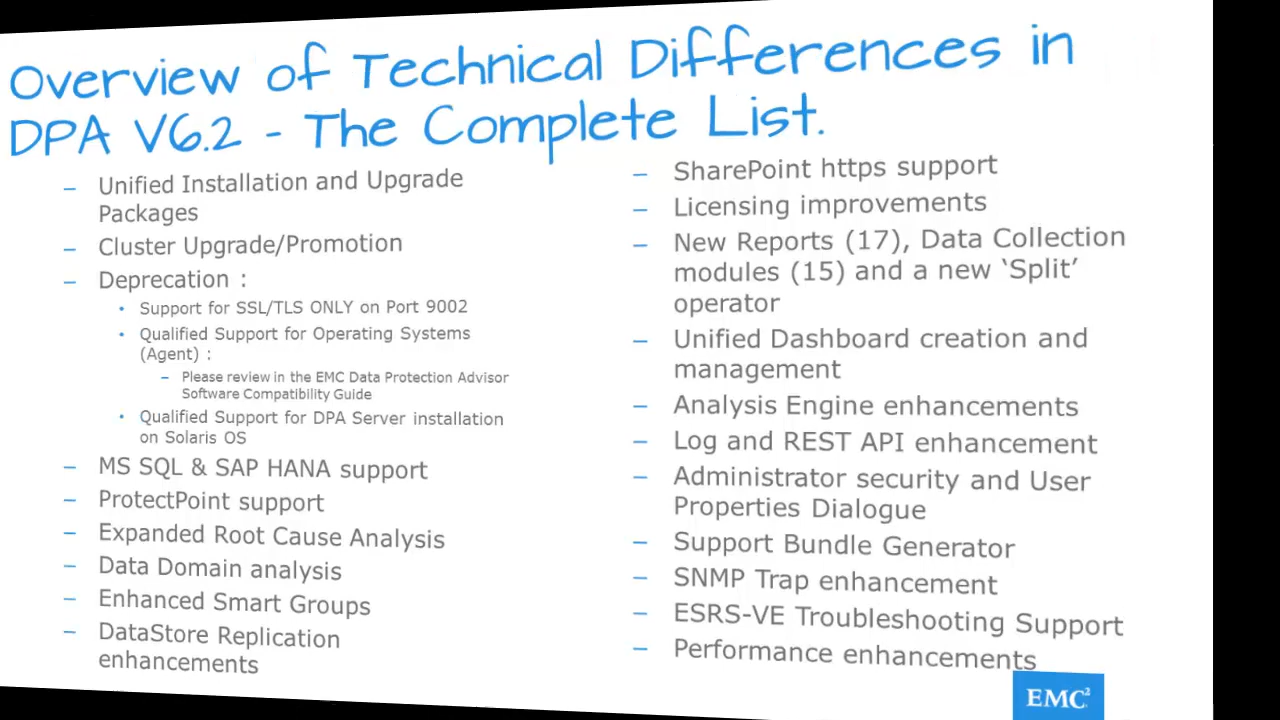 Overview of Technical Differences in
DPA V6.2 - The Complete List.
– Unified Installation and Upgrade
Packages
– Cluster Upgrade/Promotion
– Deprecation :
• Support for SSL/TLS ONLY on Port 9002
• Qualified Support for Operating Systems
(Agent) :
– Please review in the EMC Data Protection Advisor
Software Compatibility Guide
• Qualified Support for DPA Server installation
on Solaris OS
– MS SQL & SAP HANA support
– ProtectPoint support
– Expanded Root Cause Analysis
– Data Domain analysis
– Enhanced Smart Groups
– DataStore Replication
enhancements
– SharePoint https support
– Licensing improvements
– New Reports (17), Data Collection
modules (15) and a new ‘Split’
operator
– Unified Dashboard creation and
management
– Analysis Engine enhancements
– Log and REST API enhancement
– Administrator security and User
Properties Dialogue
– Support Bundle Generator
– SNMP Trap enhancement
– ESRS-VE Troubleshooting Support
– Performance enhancements
EMC²